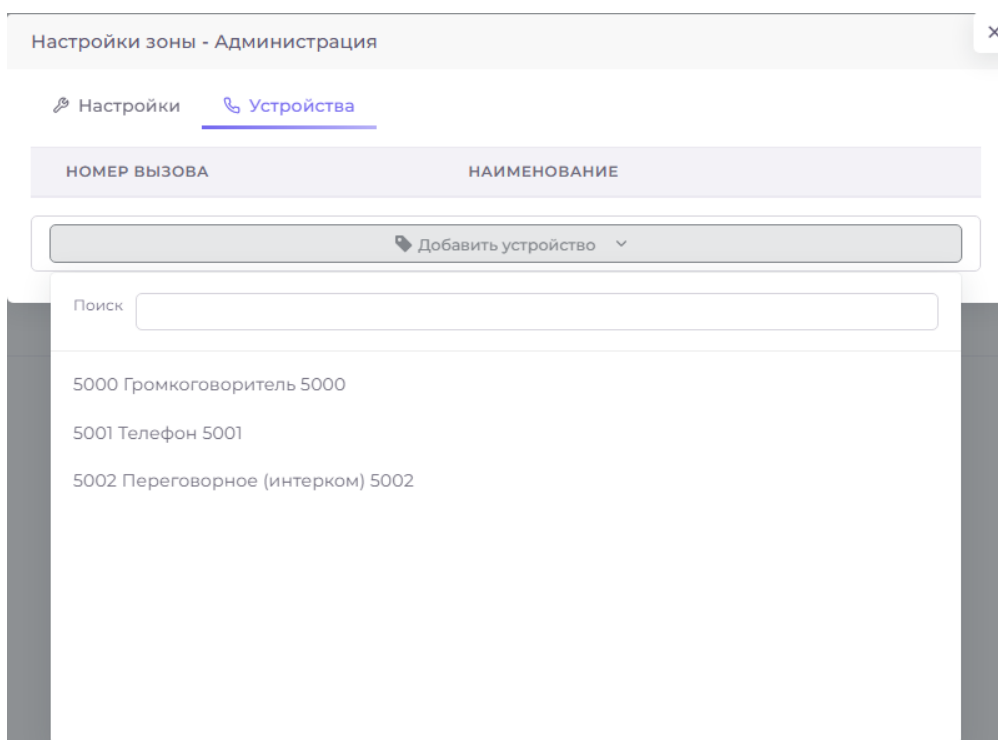 Настройки зоны - Администрация
Настройки Устройства
НОМЕР ВЫЗОВА НАИМЕНОВАНИЕ
Добавить устройство
Поиск
5000 Громкоговоритель 5000
5001 Телефон 5001
5002 Переговорное (интерком) 5002